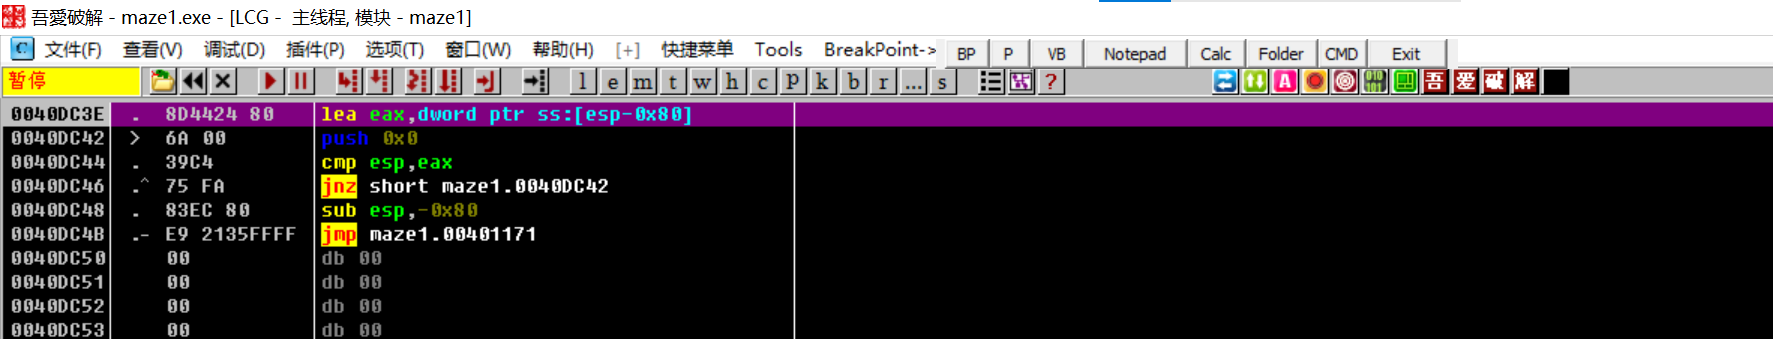 吾愛破解 - maze1.exe - [LCG - 主线程, 模块 - maze1]
C 文件(F) 查看(V) 调试(D) 插件(P) 选项(T) 窗口(W) 帮助(H) [+] 快捷菜单 Tools BreakPoint-> BP P VB Notepad Calc Folder CMD Exit
暂停 l e m t w h c p k b r ... s ? A 010 101 吾 爱 破 解
0040DC3E . 8D4424 80 lea eax,dword ptr ss:[esp-0x80]
0040DC42 > 6A 00 push 0x0
0040DC44 . 39C4 cmp esp,eax
0040DC46 .^ 75 FA jnz short maze1.0040DC42
0040DC48 . 83EC 80 sub esp,-0x80
0040DC4B .- E9 2135FFFF jmp maze1.00401171
0040DC50 00 db 00
0040DC51 00 db 00
0040DC52 00 db 00
0040DC53 00 db 00